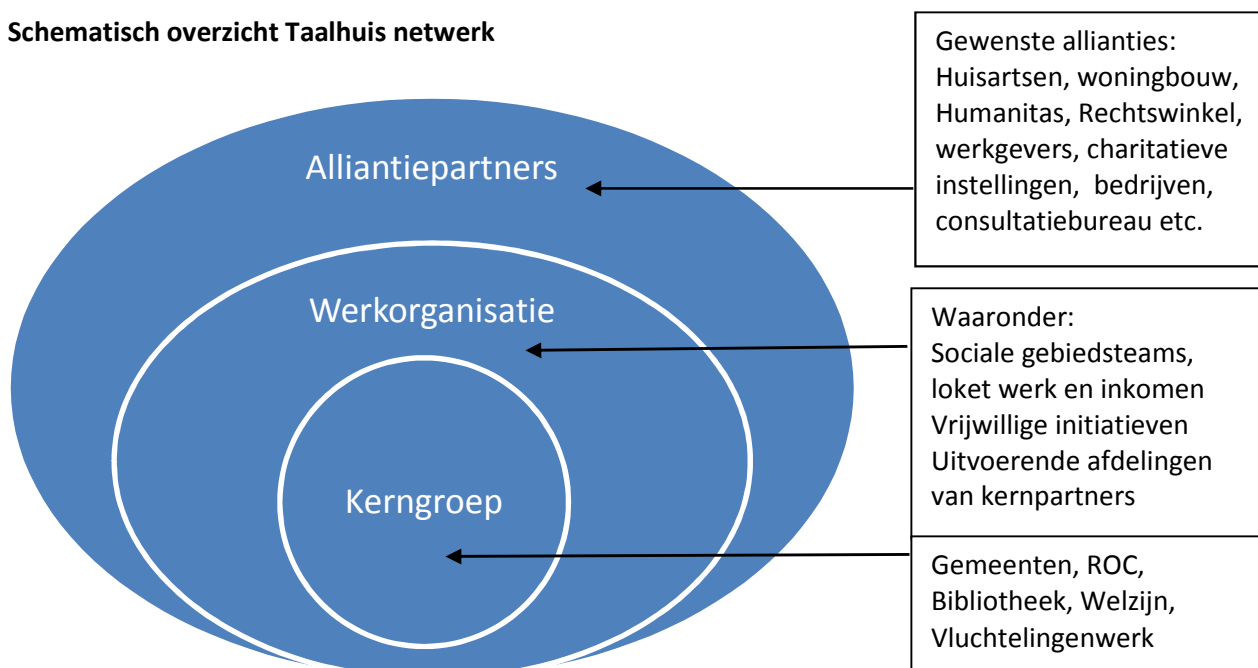 Schematisch overzicht Taalhuis netwerk
Alliantiepartners
Werkorganisatie
Kerngroep
Gewenste allianties:
Huisartsen, woningbouw,
Humanitas, Rechtswinkel,
werkgevers, charitatieve
instellingen, bedrijven,
consultatiebureau etc.
Waaronder:
Sociale gebiedsteams,
loket werk en inkomen
Vrijwillige initiatieven
Uitvoerende afdelingen
van kernpartners
Gemeenten, ROC,
Bibliotheek, Welzijn,
Vluchtelingenwerk